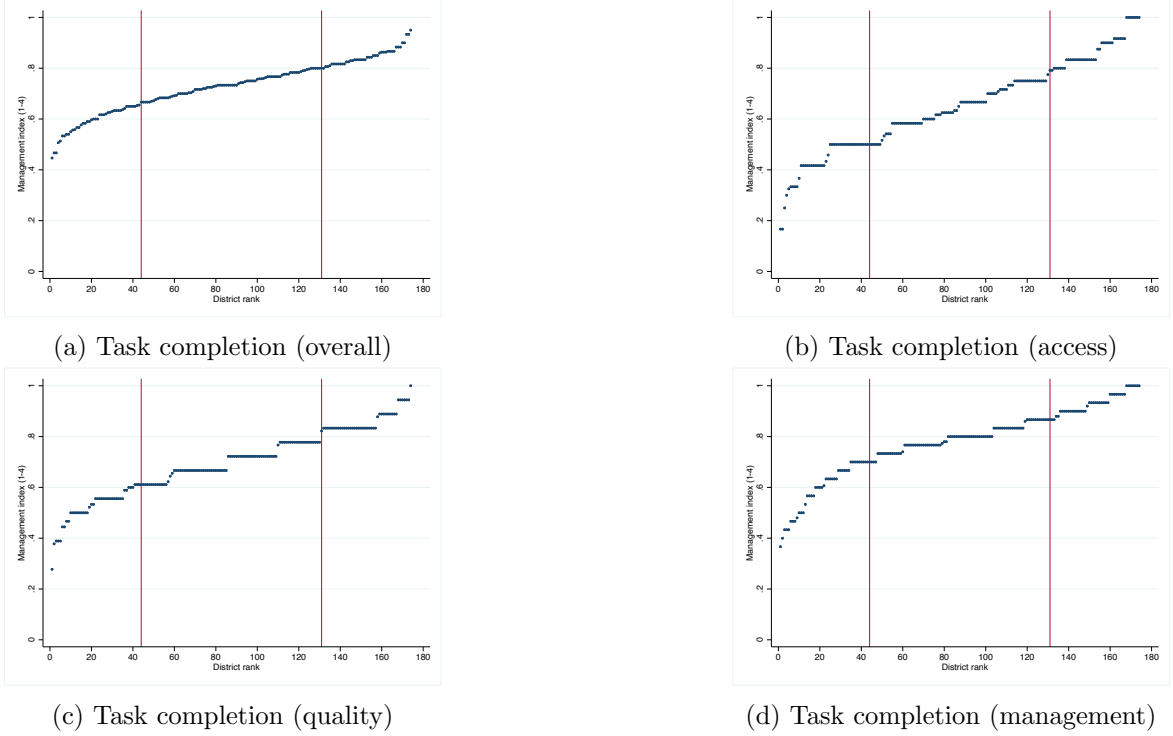 Management index (1-4)
1
.8
.6
.4
.2
0
0 20 40 60 80 100 120 140 160 180
District rank
(a) Task completion (overall)
Management index (1-4)
1
.8
.6
.4
.2
0
0 20 40 60 80 100 120 140 160 180
District rank
(b) Task completion (access)
Management index (1-4)
1
.8
.6
.4
.2
0
0 20 40 60 80 100 120 140 160 180
District rank
(c) Task completion (quality)
Management index (1-4)
1
.8
.6
.4
.2
0
0 20 40 60 80 100 120 140 160 180
District rank
(d) Task completion (management)